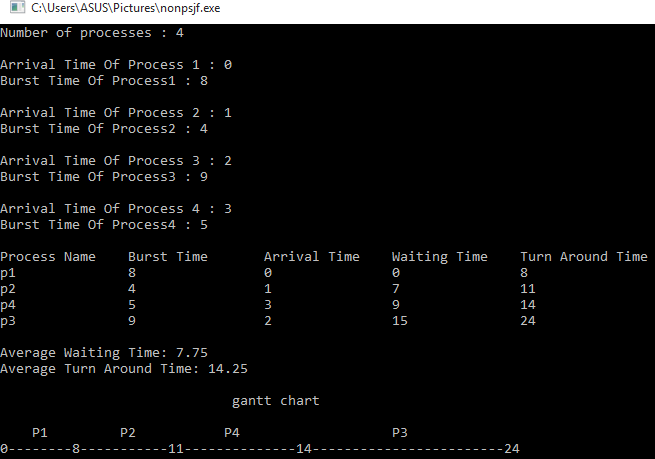 C:\Users\ASUS\Pictures\nonpsjf.exe
Number of processes : 4
Arrival Time Of Process 1 : 0
Burst Time Of Process1 : 8
Arrival Time Of Process 2 : 1
Burst Time Of Process2 : 4
Arrival Time Of Process 3 : 2
Burst Time Of Process3 : 9
Arrival Time Of Process 4 : 3
Burst Time Of Process4 : 5
Process Name    Burst Time       Arrival Time    Waiting Time    Turn Around Time
p1              8                0               0               8
p2              4                1               7               11
p4              5                3               9               14
p3              9                2               15              24
Average Waiting Time: 7.75
Average Turn Around Time: 14.25
gantt chart
P1         P2           P4                   P3
0--------8-----------11--------------14------------------------24